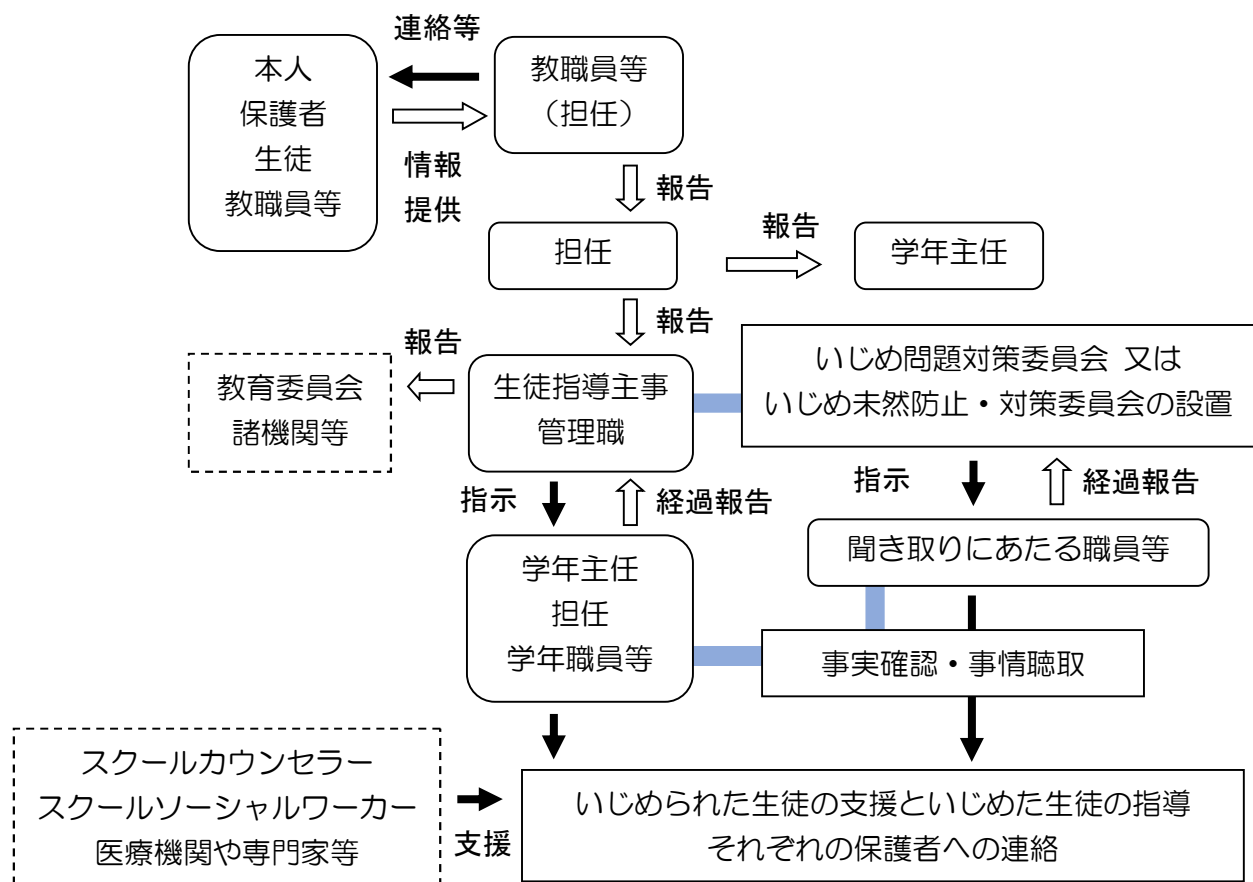 連絡等
本人
保護者
生徒
教職員等
教職員等
（担任）
情報
提供
報告
担任
報告
学年主任
報告
報告
教育委員会
諸機関等
生徒指導主事
管理職
いじめ問題対策委員会 又は
いじめ未然防止・対策委員会の設置
指示
経過報告
指示
経過報告
学年主任
担任
学年職員等
聞き取りにあたる職員等
事実確認・事情聴取
スクールカウンセラー
スクールソーシャルワーカー
医療機関や専門家等
支援
いじめられた生徒の支援といじめた生徒の指導
それぞれの保護者への連絡